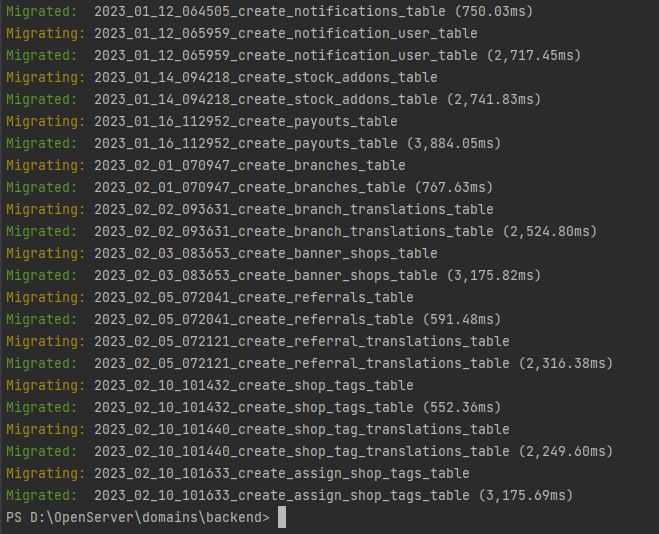 Migrated:  2023_01_12_064505_create_notifications_table (750.03ms)
Migrating: 2023_01_12_065959_create_notification_user_table
Migrated:  2023_01_12_065959_create_notification_user_table (2,717.45ms)
Migrating: 2023_01_14_094218_create_stock_addons_table
Migrated:  2023_01_14_094218_create_stock_addons_table (2,741.83ms)
Migrating: 2023_01_16_112952_create_payouts_table
Migrated:  2023_01_16_112952_create_payouts_table (3,884.05ms)
Migrating: 2023_02_01_070947_create_branches_table
Migrated:  2023_02_01_070947_create_branches_table (767.63ms)
Migrating: 2023_02_02_093631_create_branch_translations_table
Migrated:  2023_02_02_093631_create_branch_translations_table (2,524.80ms)
Migrating: 2023_02_03_083653_create_banner_shops_table
Migrated:  2023_02_03_083653_create_banner_shops_table (3,175.82ms)
Migrating: 2023_02_05_072041_create_referrals_table
Migrated:  2023_02_05_072041_create_referrals_table (591.48ms)
Migrating: 2023_02_05_072121_create_referral_translations_table
Migrated:  2023_02_05_072121_create_referral_translations_table (2,316.38ms)
Migrating: 2023_02_10_101432_create_shop_tags_table
Migrated:  2023_02_10_101432_create_shop_tags_table (552.36ms)
Migrating: 2023_02_10_101440_create_shop_tag_translations_table
Migrated:  2023_02_10_101440_create_shop_tag_translations_table (2,249.60ms)
Migrating: 2023_02_10_101633_create_assign_shop_tags_table
Migrated:  2023_02_10_101633_create_assign_shop_tags_table (3,175.69ms)
PS D:\OpenServer\domains\backend>